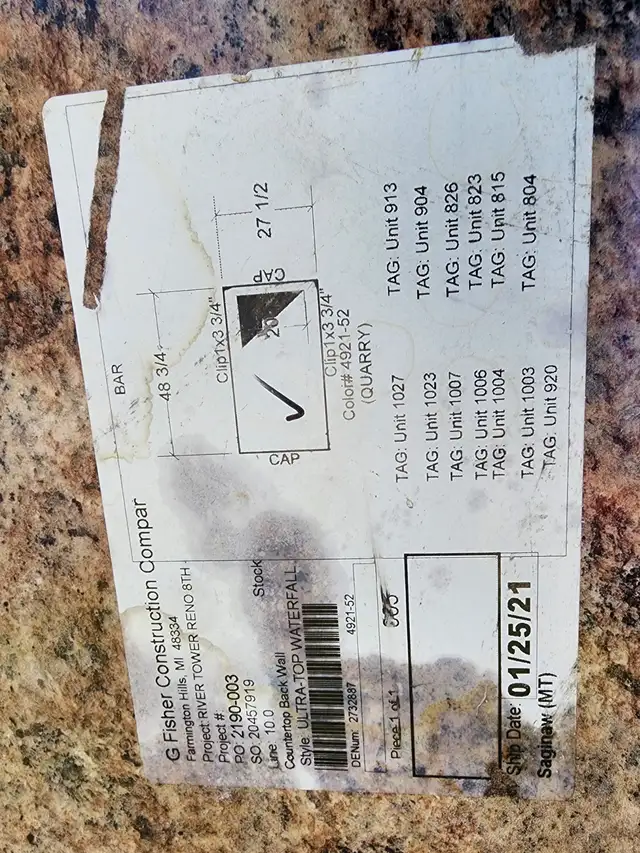 G Fisher Construction Compar
Farmington Hills, MI 48334
Project: RIVER TOWER RENO 8TH
Project #
PO 2190-003
SO. 20457919
Line 10.0
Stock
Countertop Back Wall
Style: ULTRA-TOP WATERFALL
DENum: 2732887 4921-52
Piece 1 of 1
Ship Date: 01/25/21
Saginaw (MT)
BAR
48 3/4
27 1/2
Clip1x3 3/4"
CAP
20
CAP
Clip1x3 3/4"
Color# 4921-52
(QUARRY)
TAG: Unit 1027
TAG: Unit 1023
TAG: Unit 1007
TAG: Unit 1006
TAG: Unit 1004
TAG: Unit 1003
TAG: Unit 920
TAG: Unit 913
TAG: Unit 904
TAG: Unit 826
TAG: Unit 823
TAG: Unit 815
TAG: Unit 804